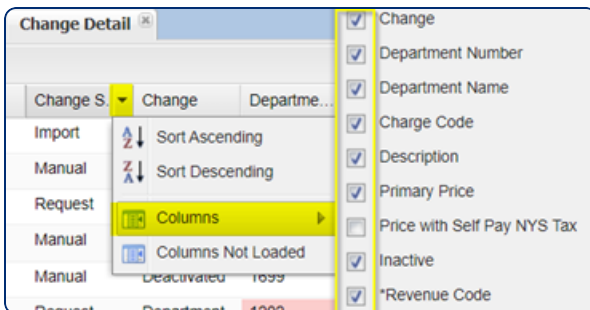 Change Detail
Change S.
Change
Departme...
Import
Manual
Request
Manual
Manual
Deactivated
1699
Request
Department
Sort Ascending
Sort Descending
Columns
Columns Not Loaded
Change
Department Number
Department Name
Charge Code
Description
Primary Price
Price with Self Pay NYS Tax
Inactive
*Revenue Code